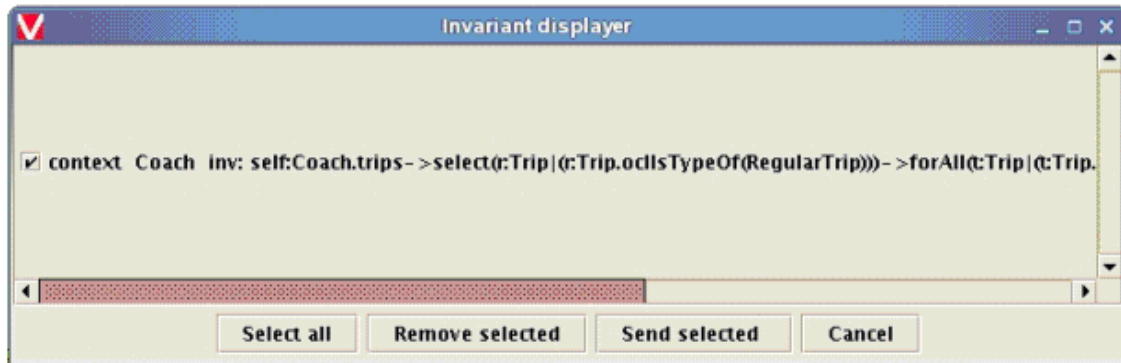 Invariant displayer
context Coach inv: self:Coach.trips->select(r:Trip|(r:Trip.oclIsTypeOf(RegularTrip)))->forAll(t:Trip|(t:Trip.
Select all Remove selected Send selected Cancel